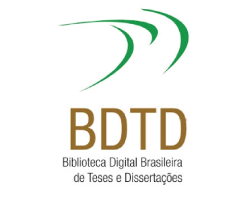 BDTD
Biblioteca Digital Brasileira
de Teses e Dissertações